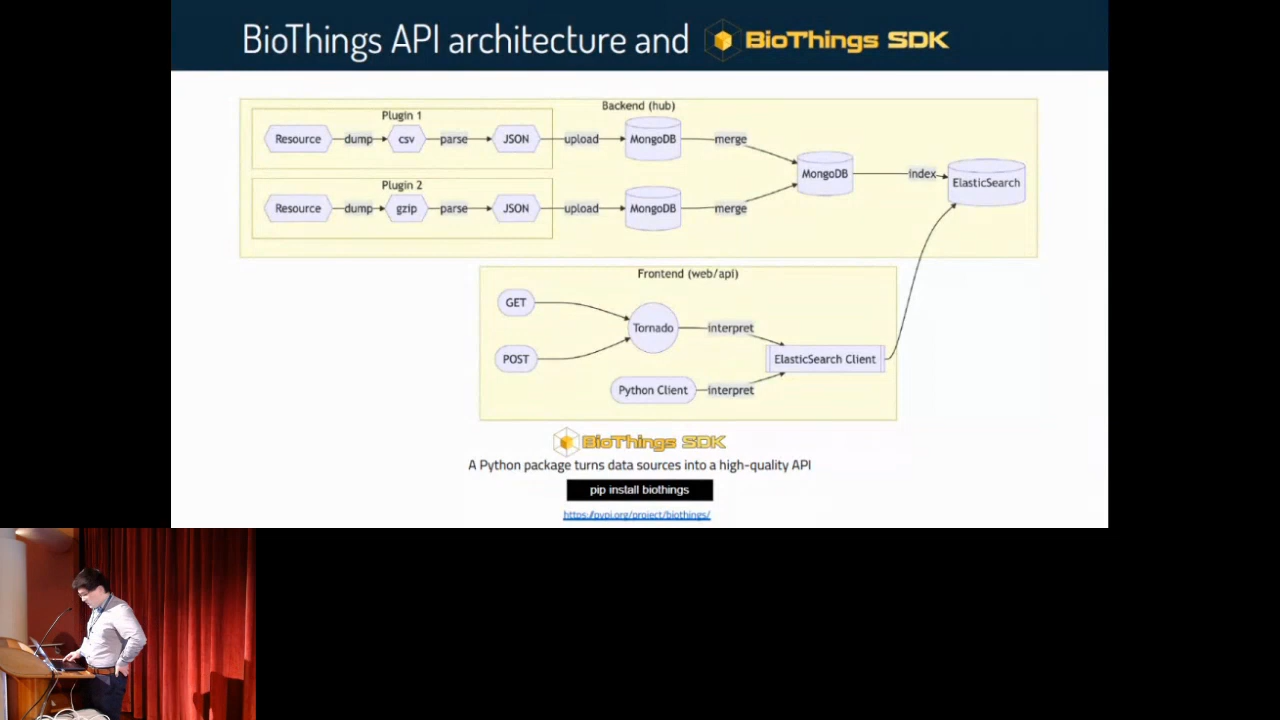 BioThings API architecture and BioThings SDK
Backend (hub)
Plugin 1
Resource dump csv parse JSON upload MongoDB merge
MongoDB index ElasticSearch
Plugin 2
Resource dump gzip parse JSON upload MongoDB merge
Frontend (web/api)
GET
Tornado interpret
POST
ElasticSearch Client
Python Client interpret
BioThings SDK
A Python package turns data sources into a high-quality API
pip install biothings
https://pypi.org/project/biothings/